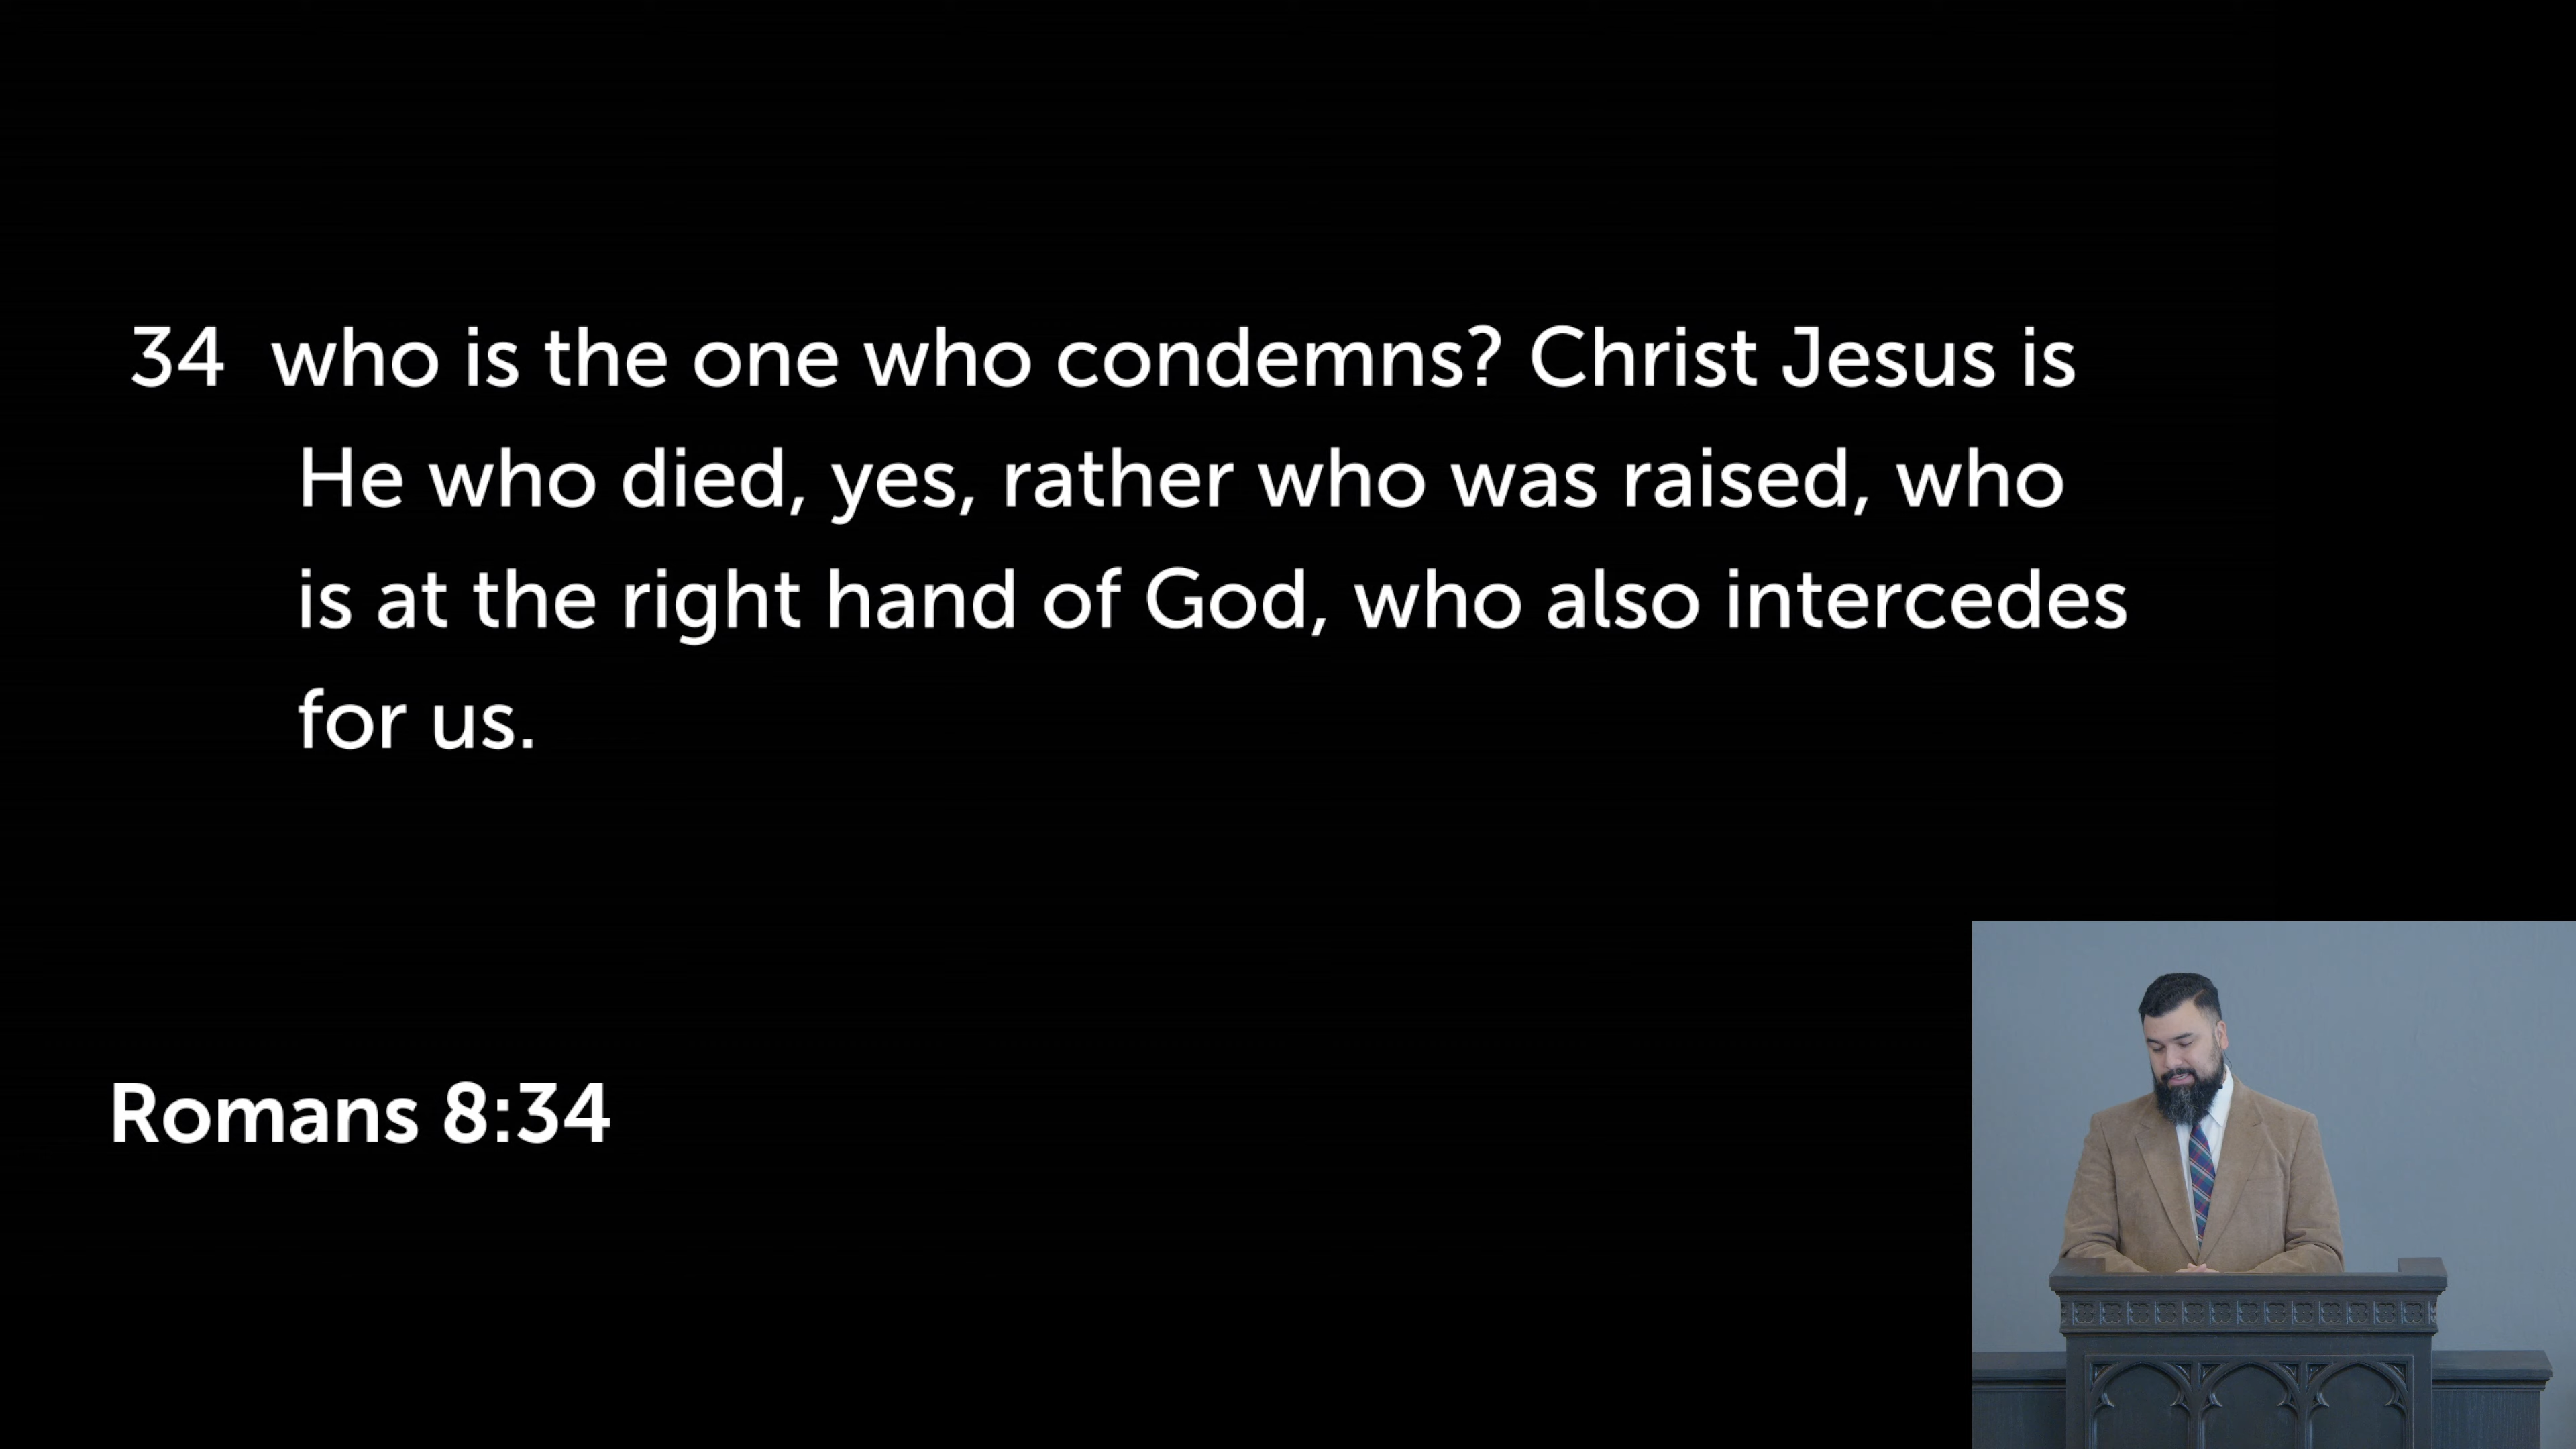 34 who is the one who condemns? Christ Jesus is
He who died, yes, rather who was raised, who
is at the right hand of God, who also intercedes
for us.
Romans 8:34